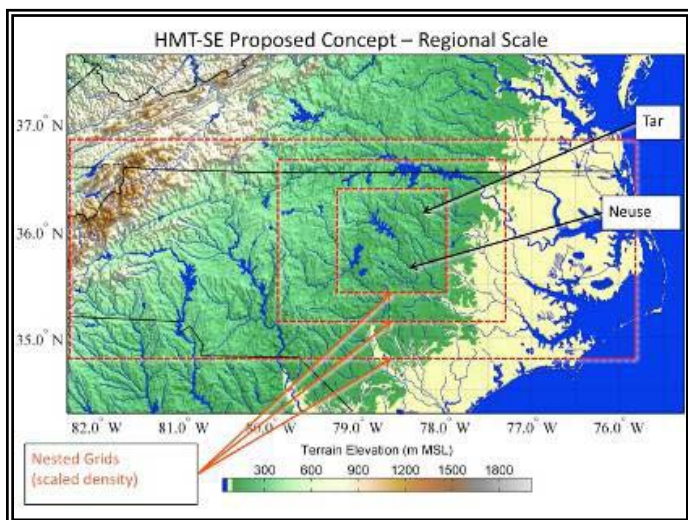 HMT-SE Proposed Concept – Regional Scale
37.0° N
36.0° N
35.0° N
Tar
Neuse
82.0° W 81.0° W 80.0° W 79.0° W 78.0° W 77.0° W 76.0° W
Nested Grids
(scaled density)
Terrain Elevation (m MSL)
300 600 900 1200 1500 1800